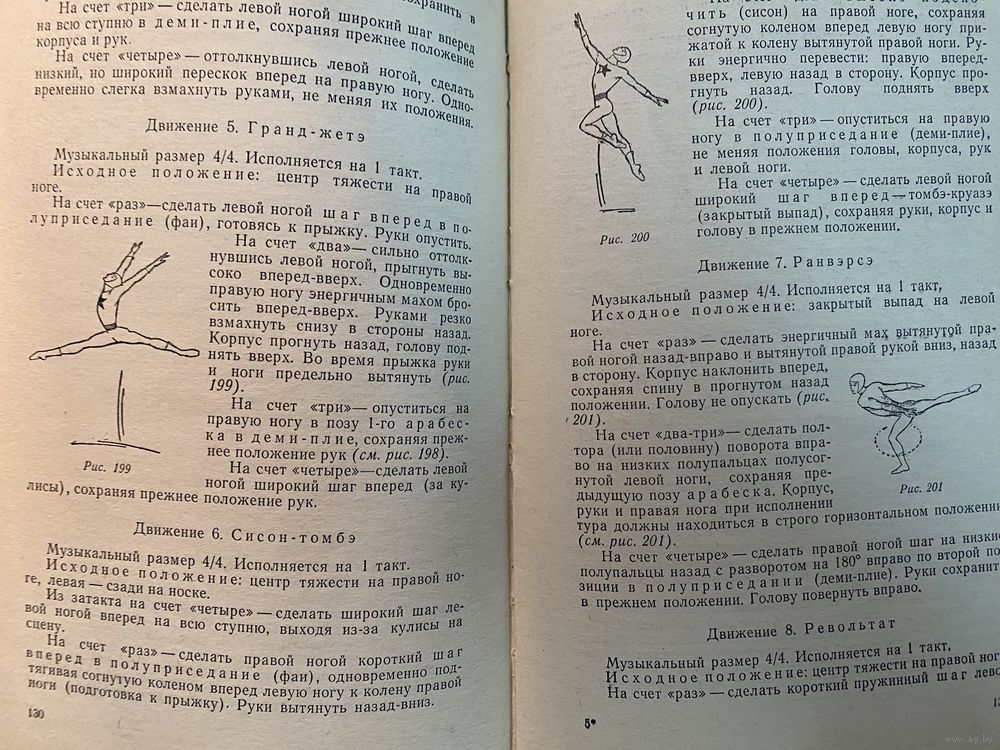 сохранить в
На счет «три» — сделать левой ногой широкий шаг вперед
на всю ступню в деми-плие, сохраняя прежнее положение
корпуса и рук.
На счет «четыре» — оттолкнувшись левой ногой, сделать
низкий, но широкий перескок вперед на правую ногу. Одно-
временно слегка взмахнуть руками, не меняя их положения.
Движение 5. Гранд-жетэ
Музыкальный размер 4/4. Исполняется на 1 такт.
Исходное положение: центр тяжести на правой
ноге.
На счет «раз»—сделать левой ногой шаг вперед в по-
луприседание (фаи), готовясь к прыжку. Руки опустить.
На счет «два»— сильно оттолк-
нувшись левой ногой, прыгнуть вы-
соко вперед-вверх. Одновременно
правую ногу энергичным махом бро-
сить вперед-вверх. Руками резко
взмахнуть снизу в стороны назад.
Корпус прогнуть назад, голову под-
нять вверх. Во время прыжка руки
и ноги предельно вытянуть (рис.
199).
На счет «три»— опуститься на
правую ногу в позу 1-го арабес-
ка в деми-плие, сохраняя преж-
нее положение рук (см. рис. 198).
На счет «четыре»—сделать левой
ногой широкий шаг вперед (за ку-
лисы), сохраняя прежнее положение рук.
Рис. 199
Движение 6. Сисон-томбэ
Музыкальный размер 4/4. Исполняется на 1 такт.
Исходное положение: центр тяжести на правой но-
ге, левая — сзади на носке.
Из затакта на счет «четыре» — сделать широкий шаг ле-
вой ногой вперед на всю ступню, выходя из-за кулисы на
сцену.
На счет «раз» — сделать правой ногой короткий шаг
вперед в полуприседание (фаи), одновременно под-
тягивая согнутую коленом вперед левую ногу к колену правой
ноги (подготовка к прыжку). Руки вытянуть назад-вниз.
130
чить (сисон) на правой ноге, сохраняя
согнутую коленом вперед левую ногу при-
жатой к колену вытянутой правой ноги. Ру-
ки энергично перевести: правую вперед-
вверх, левую назад в сторону. Корпус про-
гнуть назад. Голову поднять вверх
(рис. 200).
На счет «три» — опуститься на правую
ногу в полуприседание (деми-плие),
не меняя положения головы, корпуса, рук
и левой ноги.
На счет «четыре» — сделать левой ногой
широкий шаг вперед — томбэ-круазэ
(закрытый выпад), сохраняя руки, корпус и
голову в прежнем положении.
Рис. 200
Движение 7. Ранвэрсэ
Музыкальный размер 4/4. Исполняется на 1 такт,
Исходное положение: закрытый выпад на левой
ноге.
На счет «раз» — сделать энергичный мах вытянутой пра-
вой ногой назад-вправо и вытянутой правой рукой вниз, назад
в сторону. Корпус наклонить вперед,
сохраняя спину в прогнутом назад
положении. Голову не опускать (рис.
201).
На счет «два-три»— сделать пол-
тора (или половину) поворота впра-
во на низких полупальцах полусог-
нутой левой ноги, сохраняя пре-
дыдущую позу арабеска. Корпус,
руки и правая нога при исполнении
тура должны находиться в строго горизонтальном положении
(см. рис. 201).
Рис. 201
На счет «четыре» — сделать правой ногой шаг на низкие
полупальцы назад с разворотом на 180° вправо по второй по-
зиции в полуприседании (деми-плие). Руки сохранить
в прежнем положении. Голову повернуть вправо.
Движение 8. Револьтат
Музыкальный размер 4/4. Исполняется на 1 такт,
Исходное положение: центр тяжести на правой ноге
На счет «раз» — сделать короткий пружинный шаг лево
5*
www.ay.by